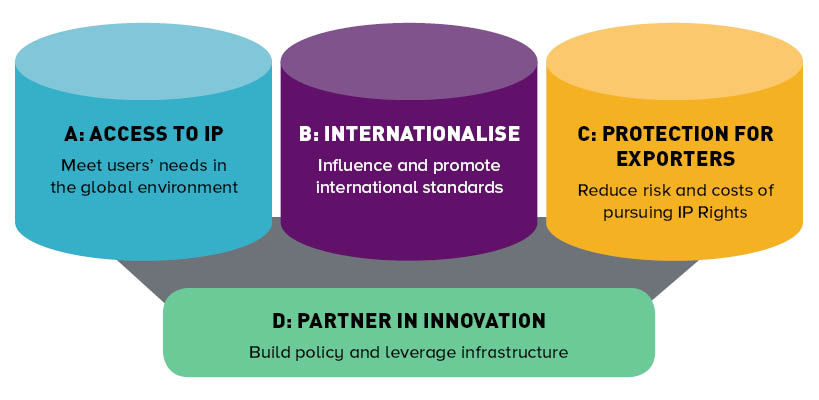 A: ACCESS TO IP
Meet users’ needs in
the global environment
B: INTERNATIONALISE
Influence and promote
international standards
C: PROTECTION FOR
EXPORTERS
Reduce risk and costs of
pursuing IP Rights
D: PARTNER IN INNOVATION
Build policy and leverage infrastructure